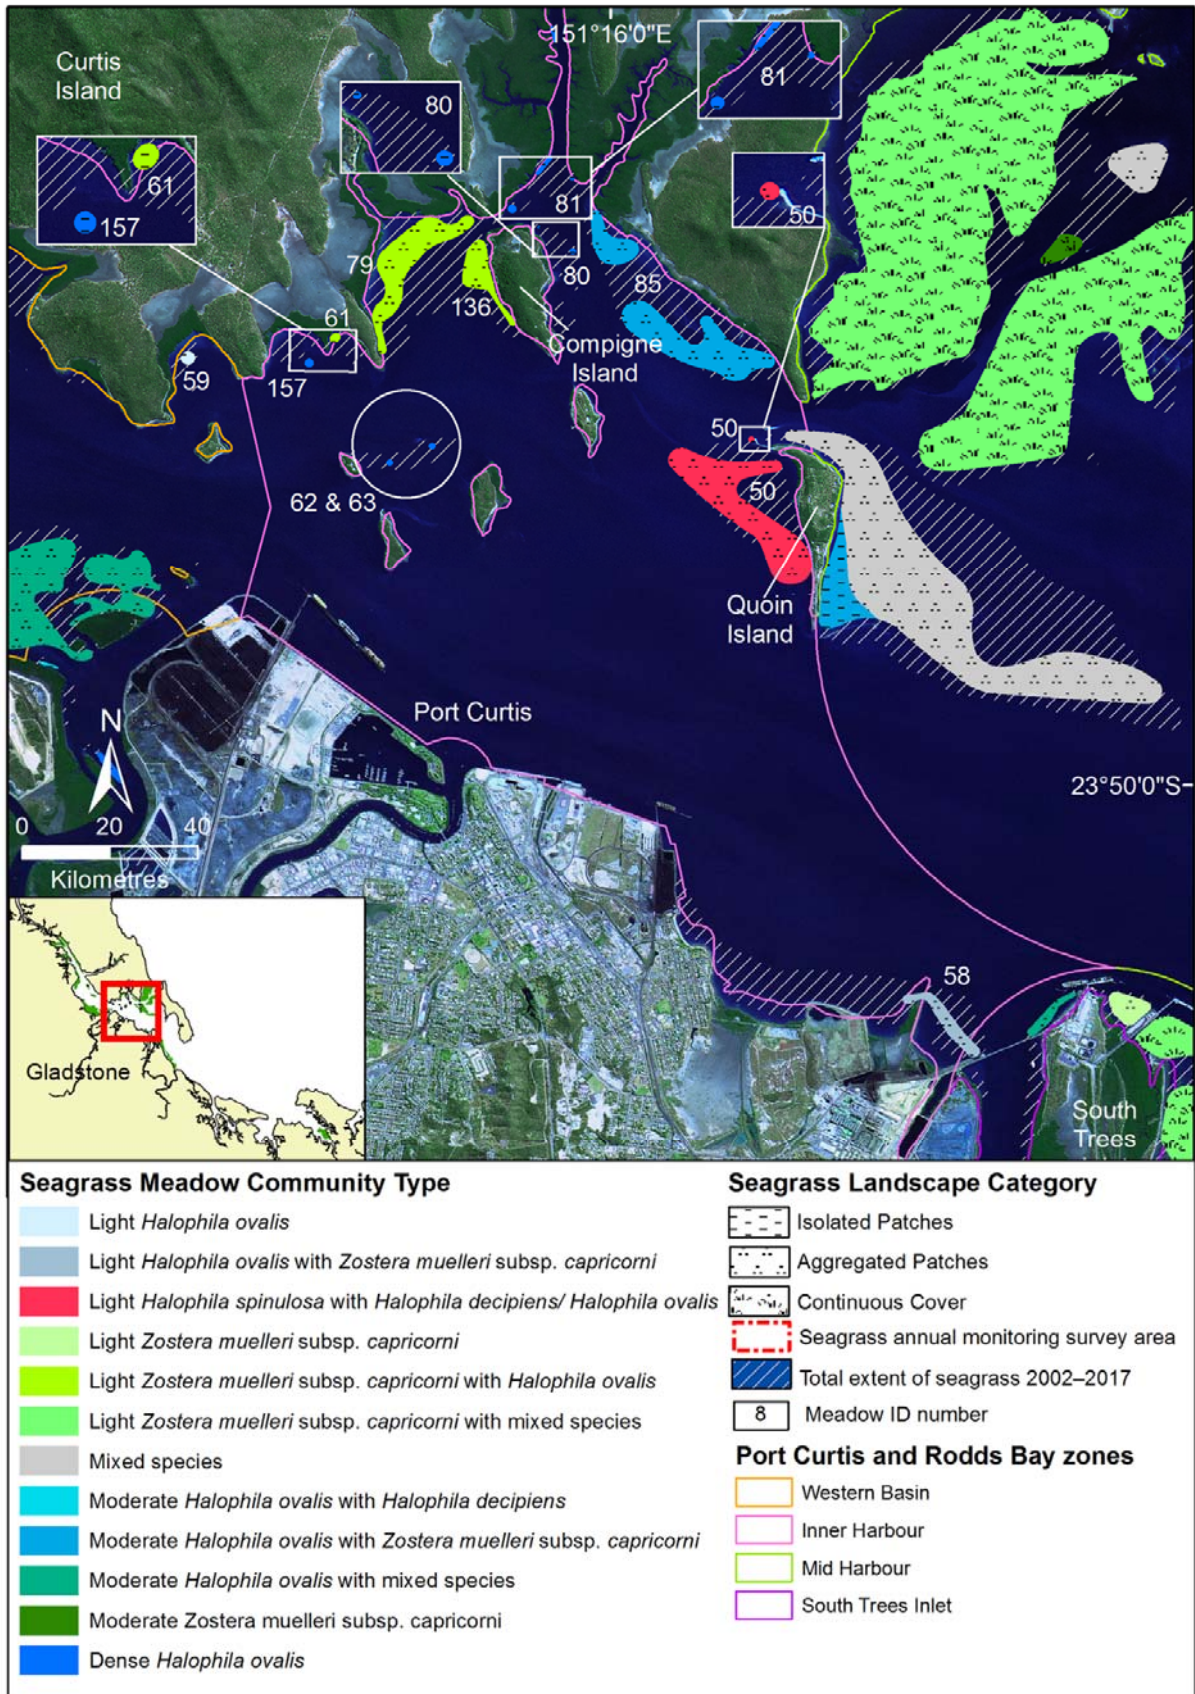 151°16'0"E
Curtis
Island
81
80
61
157
81
50
80
79
136
85
61
Compigne
Island
59
157
50
62 & 63
50
Quoin
Island
Port Curtis
N
23°50'0"S
0 20 40
Kilometres
58
Gladstone
South
Trees
Seagrass Meadow Community Type
Light Halophila ovalis
Light Halophila ovalis with Zostera muelleri subsp. capricorni
Light Halophila spinulosa with Halophila decipiens/ Halophila ovalis
Light Zostera muelleri subsp. capricorni
Light Zostera muelleri subsp. capricorni with Halophila ovalis
Light Zostera muelleri subsp. capricorni with mixed species
Mixed species
Moderate Halophila ovalis with Halophila decipiens
Moderate Halophila ovalis with Zostera muelleri subsp. capricorni
Moderate Halophila ovalis with mixed species
Moderate Zostera muelleri subsp. capricorni
Dense Halophila ovalis
Seagrass Landscape Category
Isolated Patches
Aggregated Patches
Continuous Cover
Seagrass annual monitoring survey area
Total extent of seagrass 2002–2017
8 Meadow ID number
Port Curtis and Rodds Bay zones
Western Basin
Inner Harbour
Mid Harbour
South Trees Inlet